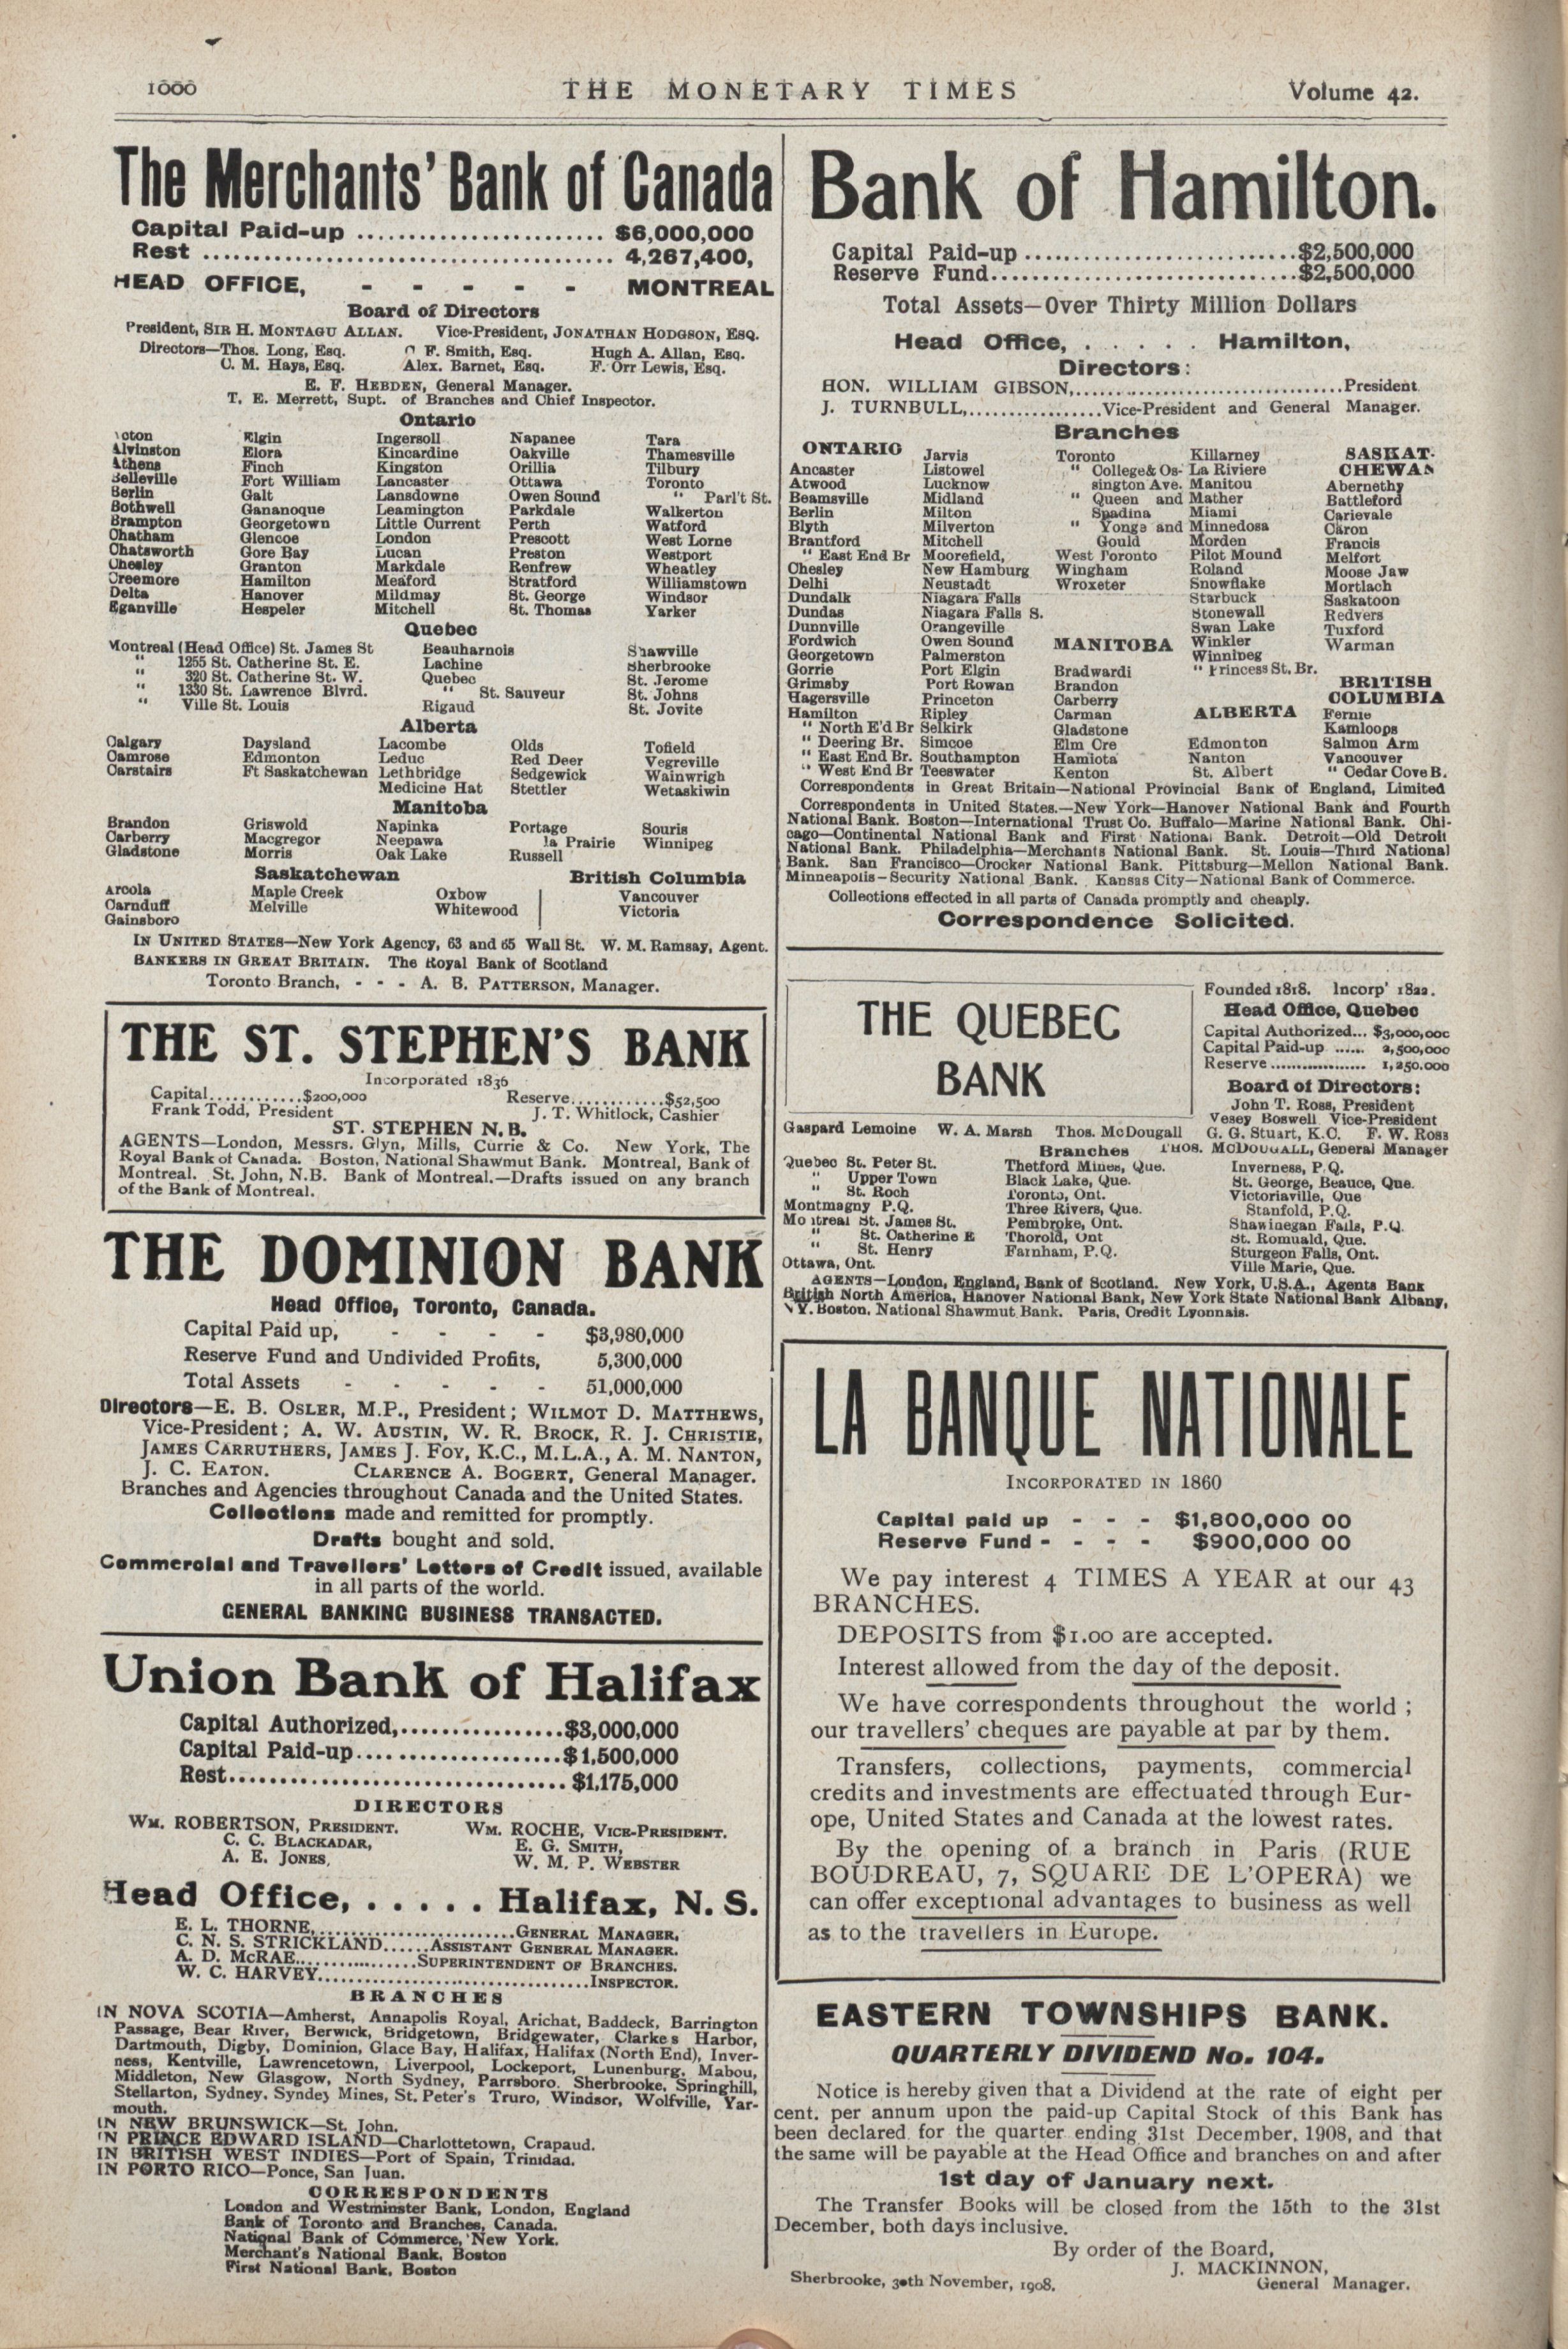 1000
THE MONETARY TIMES
Volume 42.
The Merchants' Bank of Canada
Capital Paid-up ........................ $6,000,000
Rest ........................................ 4,267,400,
HEAD OFFICE, - - - - - MONTREAL
Board of Directors
President, SIR H. MONTAGU ALLAN. Vice-President, JONATHAN HODGSON, ESQ.
Directors—Thos. Long, Esq. C F. Smith, Esq. Hugh A. Allan, Esq.
C. M. Hays, Esq. Alex. Barnet, Esq. F. Orr Lewis, Esq.
E. F. HEBDEN, General Manager.
T. E. Merrett, Supt. of Branches and Chief Inspector.
Ontario
Acton Elgin Ingersoll Napanee Tara
Alvinston Elora Kincardine Oakville Thamesville
Athens Finch Kingston Orillia Tilbury
Belleville Fort William Lancaster Ottawa Toronto
Berlin Galt Lansdowne Owen Sound " Parl't St.
Bothwell Gananoque Leamington Parkdale Walkerton
Brampton Georgetown Little Current Perth Watford
Chatham Glencoe London Prescott West Lorne
Chatsworth Gore Bay Lucan Preston Westport
Chesley Granton Markdale Renfrew Wheatley
Creemore Hamilton Meaford Stratford Williamstown
Delta Hanover Mildmay St. George Windsor
Eganville Hespeler Mitchell St. Thomas Yarker
Quebec
Montreal (Head Office) St. James St Beauharnois Shawville
" 1255 St. Catherine St. E. Lachine Sherbrooke
" 320 St. Catherine St. W. Quebec St. Jerome
" 1330 St. Lawrence Blvrd. " St. Sauveur St. Johns
" Ville St. Louis Rigaud St. Jovite
Alberta
Calgary Daysland Lacombe Olds Tofield
Camrose Edmonton Leduc Red Deer Vegreville
Carstairs Ft Saskatchewan Lethbridge Sedgewick Wainwrigh
Medicine Hat Stettler Wetaskiwin
Manitoba
Brandon Griswold Napinka Portage Souris
Carberry Macgregor Neepawa la Prairie Winnipeg
Gladstone Morris Oak Lake Russell
Saskatchewan British Columbia
Arcola Maple Creek Oxbow Vancouver
Carnduff Melville Whitewood Victoria
Gainsboro
IN UNITED STATES—New York Agency, 63 and 65 Wall St. W. M. Ramsay, Agent.
BANKERS IN GREAT BRITAIN. The Royal Bank of Scotland
Toronto Branch, - - - A. B. PATTERSON, Manager.
THE ST. STEPHEN'S BANK
Incorporated 1836
Capital............$200,000 Reserve............$52,500
Frank Todd, President J. T. Whitlock, Cashier
ST. STEPHEN N.B.
AGENTS—London, Messrs. Glyn, Mills, Currie & Co. New York, The
Royal Bank of Canada. Boston, National Shawmut Bank. Montreal, Bank of
Montreal. St. John, N.B. Bank of Montreal.—Drafts issued on any branch
of the Bank of Montreal.
THE DOMINION BANK
Head Office, Toronto, Canada.
Capital Paid up, - - - - $3,980,000
Reserve Fund and Undivided Profits, 5,300,000
Total Assets - - - - - 51,000,000
Directors—E. B. OSLER, M.P., President; WILMOT D. MATTHEWS,
Vice-President; A. W. AUSTIN, W. R. BROCK, R. J. CHRISTIE,
JAMES CARRUTHERS, JAMES J. FOY, K.C., M.L.A., A. M. NANTON,
J. C. EATON. CLARENCE A. BOGERT, General Manager.
Branches and Agencies throughout Canada and the United States.
Collections made and remitted for promptly.
Drafts bought and sold.
Commercial and Travellers' Letters of Credit issued, available
in all parts of the world.
GENERAL BANKING BUSINESS TRANSACTED.
Union Bank of Halifax
Capital Authorized,................$3,000,000
Capital Paid-up....................$1,500,000
Rest.................................$1,175,000
DIRECTORS
WM. ROBERTSON, PRESIDENT. WM. ROCHE, VICE-PRESIDENT.
C. C. BLACKADAR, E. G. SMITH,
A. E. JONES, W. M. P. WEBSTER
Head Office, ..... Halifax, N. S.
E. L. THORNE,............................GENERAL MANAGER,
C. N. S. STRICKLAND......ASSISTANT GENERAL MANAGER.
A. D. McRAE..................SUPERINTENDENT OF BRANCHES.
W. C. HARVEY......................................INSPECTOR.
BRANCHES
IN NOVA SCOTIA—Amherst, Annapolis Royal, Arichat, Baddeck, Barrington
Passage, Bear River, Berwick, Bridgetown, Bridgewater, Clarkes Harbor,
Dartmouth, Digby, Dominion, Glace Bay, Halifax, Halifax (North End), Inver-
ness, Kentville, Lawrencetown, Liverpool, Lockeport, Lunenburg, Mabou,
Middleton, New Glasgow, North Sydney, Parrsboro, Sherbrooke, Springhill,
Stellarton, Sydney, Syndey Mines, St. Peter's Truro, Windsor, Wolfville, Yar-
mouth.
IN NEW BRUNSWICK—St. John.
IN PRINCE EDWARD ISLAND—Charlottetown, Crapaud.
IN BRITISH WEST INDIES—Port of Spain, Trinidad.
IN PORTO RICO—Ponce, San Juan.
CORRESPONDENTS
London and Westminster Bank, London, England
Bank of Toronto and Branches, Canada.
National Bank of Commerce, New York.
Merchant's National Bank, Boston
First National Bank, Boston
Bank of Hamilton.
Capital Paid-up............................$2,500,000
Reserve Fund..............................$2,500,000
Total Assets—Over Thirty Million Dollars
Head Office, ..... Hamilton,
Directors:
HON. WILLIAM GIBSON,..................................President
J. TURNBULL,.................Vice-President and General Manager.
Branches
ONTARIO
Ancaster
Atwood
Beamsville
Berlin
Blyth
Brantford
" East End Br
Chesley
Delhi
Dundalk
Dundas
Dunnville
Fordwich
Georgetown
Gorrie
Grimsby
Hagersville
Hamilton
" North E'd Br
" Deering Br.
" East End Br.
" West End Br
Jarvis
Listowel
Lucknow
Midland
Milton
Milverton
Mitchell
Moorefield,
New Hamburg
Neustadt
Niagara Falls
Niagara Falls S.
Orangeville
Owen Sound
Palmerston
Port Elgin
Port Rowan
Princeton
Ripley
Selkirk
Simcoe
Southampton
Teeswater
Toronto
" College & Os-
sington Ave.
" Queen and
Spadina
" Yonge and
Gould
West Toronto
Wingham
Wroxeter
MANITOBA
Bradwardi
Brandon
Carberry
Carman
Gladstone
Elm Ore
Hamiota
Kenton
Killarney
La Riviere
Manitou
Mather
Miami
Minnedosa
Morden
Pilot Mound
Roland
Snowflake
Starbuck
Stonewall
Swan Lake
Winkler
Winnipeg
" Princess St. Br.
ALBERTA
Edmonton
Nanton
St. Albert
SASKAT-
CHEWAN
Abernethy
Battleford
Carievale
Caron
Francis
Melfort
Moose Jaw
Mortlach
Saskatoon
Redvers
Tuxford
Warman
BRITISH
COLUMBIA
Fernie
Kamloops
Salmon Arm
Vancouver
" Cedar Cove B.
Correspondents in Great Britain—National Provincial Bank of England, Limited
Correspondents in United States.—New York—Hanover National Bank and Fourth
National Bank. Boston—International Trust Co. Buffalo—Marine National Bank. Chi-
cago—Continental National Bank and First National Bank. Detroit—Old Detroit
National Bank. Philadelphia—Merchants National Bank. St. Louis—Third National
Bank. San Francisco—Crocker National Bank. Pittsburg—Mellon National Bank.
Minneapolis—Security National Bank. Kansas City—National Bank of Commerce.
Collections effected in all parts of Canada promptly and cheaply.
Correspondence Solicited.
THE QUEBEC
BANK
Founded 1818. Incorp' 1822.
Head Office, Quebec
Capital Authorized... $3,000,000
Capital Paid-up ...... 2,500,000
Reserve .................. 1,250.000
Board of Directors:
John T. Ross, President
Vesey Boswell Vice-President
Gaspard Lemoine W. A. Marsh Thos. McDougall G. G. Stuart, K.C. F. W. Ross
Branches THOS. MCDOUGALL, General Manager
Quebec St. Peter St. Thetford Mines, Que. Inverness, P.Q.
" Upper Town Black Lake, Que. St. George, Beauce, Que.
" St. Roch Toronto, Ont. Victoriaville, Que
Montmagny P.Q. Three Rivers, Que. Stanfold, P.Q.
Montreal St. James St. Pembroke, Ont. Shawinegan Falls, P.Q.
" St. Catherine E Thorold, Ont St. Romuald, Que.
" St. Henry Farnham, P.Q. Sturgeon Falls, Ont.
Ottawa, Ont. Ville Marie, Que.
AGENTS—London, England, Bank of Scotland. New York, U.S.A., Agents Bank
British North America, Hanover National Bank, New York State National Bank Albany,
N.Y. Boston, National Shawmut Bank. Paris, Credit Lyonnais.
LA BANQUE NATIONALE
INCORPORATED IN 1860
Capital paid up - - - $1,800,000 00
Reserve Fund - - - - $900,000 00
We pay interest 4 TIMES A YEAR at our 43
BRANCHES.
DEPOSITS from $1.00 are accepted.
Interest allowed from the day of the deposit.
We have correspondents throughout the world;
our travellers' cheques are payable at par by them.
Transfers, collections, payments, commercial
credits and investments are effectuated through Eur-
ope, United States and Canada at the lowest rates.
By the opening of a branch in Paris (RUE
BOUDREAU, 7, SQUARE DE L'OPERA) we
can offer exceptional advantages to business as well
as to the travellers in Europe.
EASTERN TOWNSHIPS BANK.
QUARTERLY DIVIDEND No. 104.
Notice is hereby given that a Dividend at the rate of eight per
cent. per annum upon the paid-up Capital Stock of this Bank has
been declared for the quarter ending 31st December, 1908, and that
the same will be payable at the Head Office and branches on and after
1st day of January next.
The Transfer Books will be closed from the 15th to the 31st
December, both days inclusive.
By order of the Board,
J. MACKINNON,
General Manager.
Sherbrooke, 30th November, 1908.